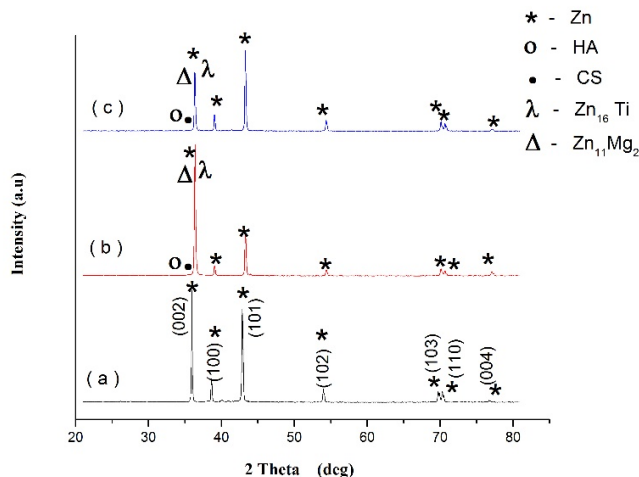 * - Zn
o - HA
• - CS
λ - Zn₁₆ Ti
Δ - Zn₁₁Mg₂
*
*
Δ λ
*
o •
( c )
*
*
*
*
*
Δ λ
*
o •
( b )
*
*
*
*
*
*
(002)
*
(100)
*
(101)
*
(102)
(103)
*
(110)
*
(004)
*
( a )
20 30 40 50 60 70 80
2 Theta (deg)
Intensity (a.u)